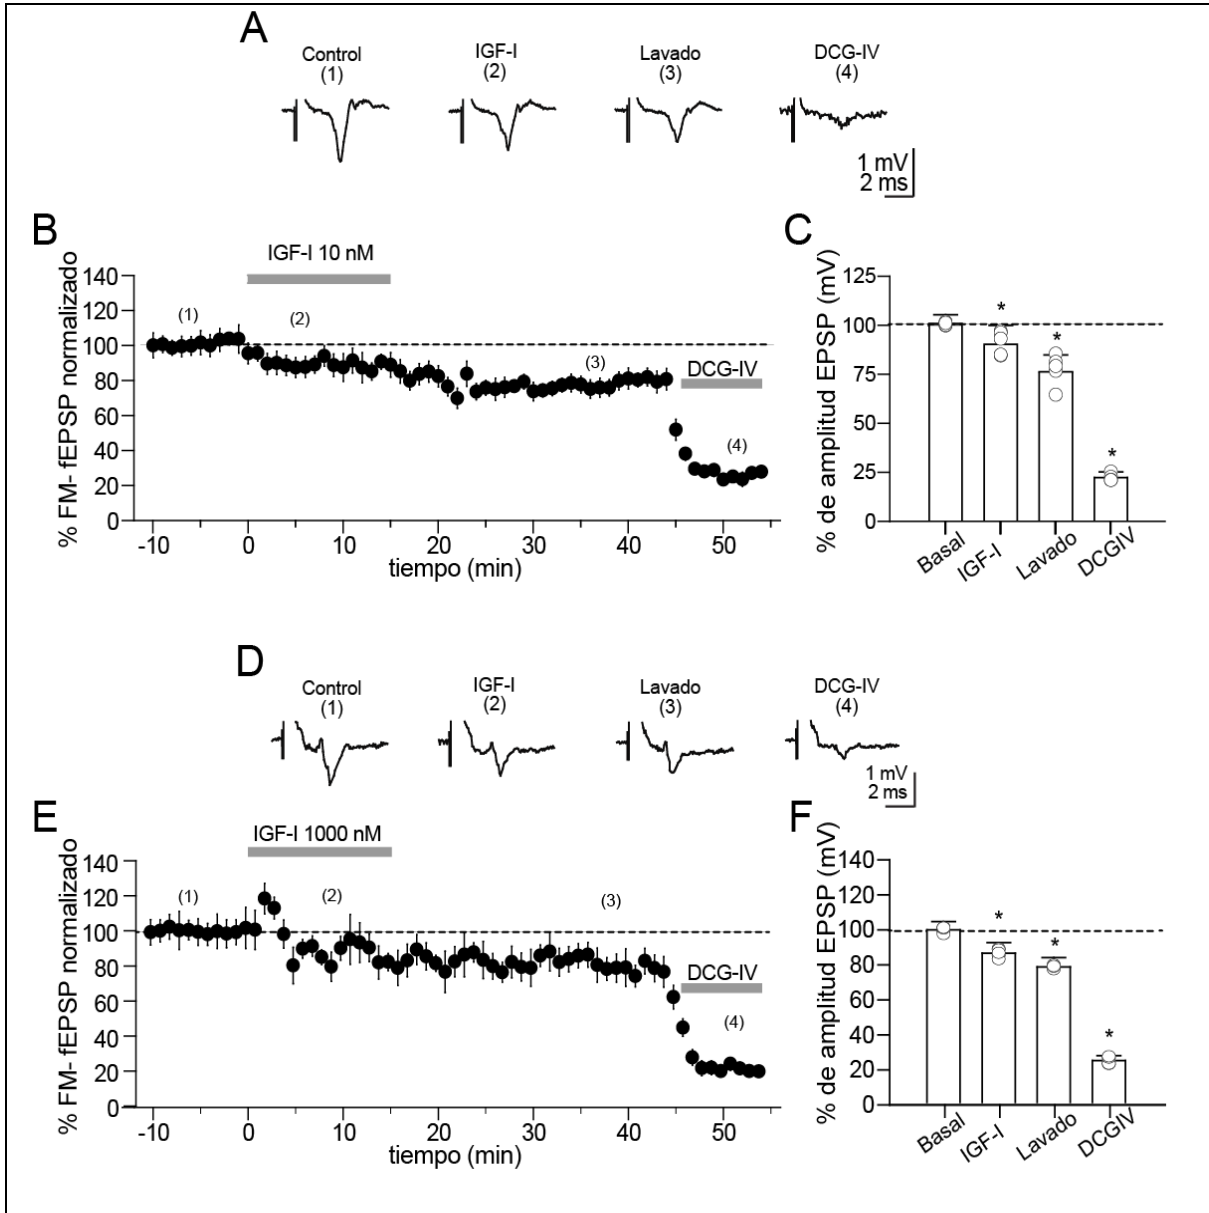 A
Control
(1)
IGF-I
(2)
Lavado
(3)
DCG-IV
(4)
1 mV
2 ms
B
% FM- fEPSP normalizado
IGF-I 10 nM
140
120
100
80
60
40
20
0
(1)
(2)
(3)
DCG-IV
(4)
-10
0
10
20
30
40
50
tiempo (min)
C
% de amplitud EPSP (mV)
125
100
75
50
25
0
*
*
*
Basal
IGF-I
Lavado
DCGIV
D
Control
(1)
IGF-I
(2)
Lavado
(3)
DCG-IV
(4)
1 mV
2 ms
E
% FM- fEPSP normalizado
IGF-I 1000 nM
140
120
100
80
60
40
20
0
(1)
(2)
(3)
DCG-IV
(4)
-10
0
10
20
30
40
50
tiempo (min)
F
% de amplitud EPSP (mV)
140
120
100
80
60
40
20
0
*
*
*
Basal
IGF-I
Lavado
DCGIV